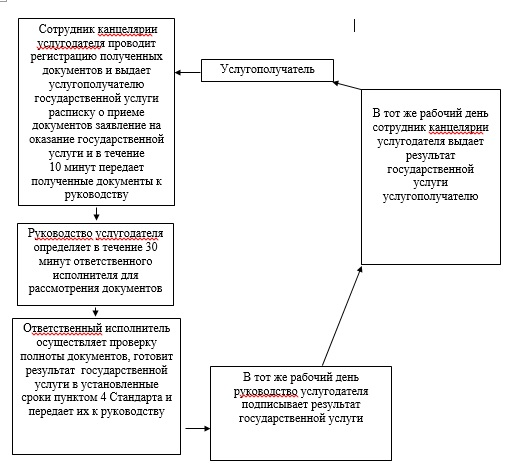 Сотрудник канцелярии
услугодателя проводит
регистрацию полученных
документов и выдает
услугополучателю
государственной услуги
расписку о приеме
документов заявление на
оказание государственной
услуги и в течение
10 минут передает
полученные документы к
руководству
Услугополучатель
В тот же рабочий день
сотрудник канцелярии
услугодателя выдает
результат
государственной
услуги
услугополучателю
Руководство услугодателя
определяет в течение 30
минут ответственного
исполнителя для
рассмотрения документов
Ответственный исполнитель
осуществляет проверку
полноты документов, готовит
результат государственной
услуги в установленные
сроки пунктом 4 Стандарта и
передает их к руководству
В тот же рабочий день
руководство услугодателя
подписывает результат
государственной услуги